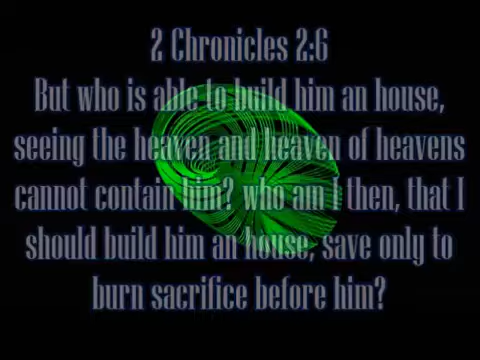 2 Chronicles 2:6
But who is able to build him an house,
seeing the heaven and heaven of heavens
cannot contain him? who am I then, that I
should build him an house, save only to
burn sacrifice before him?